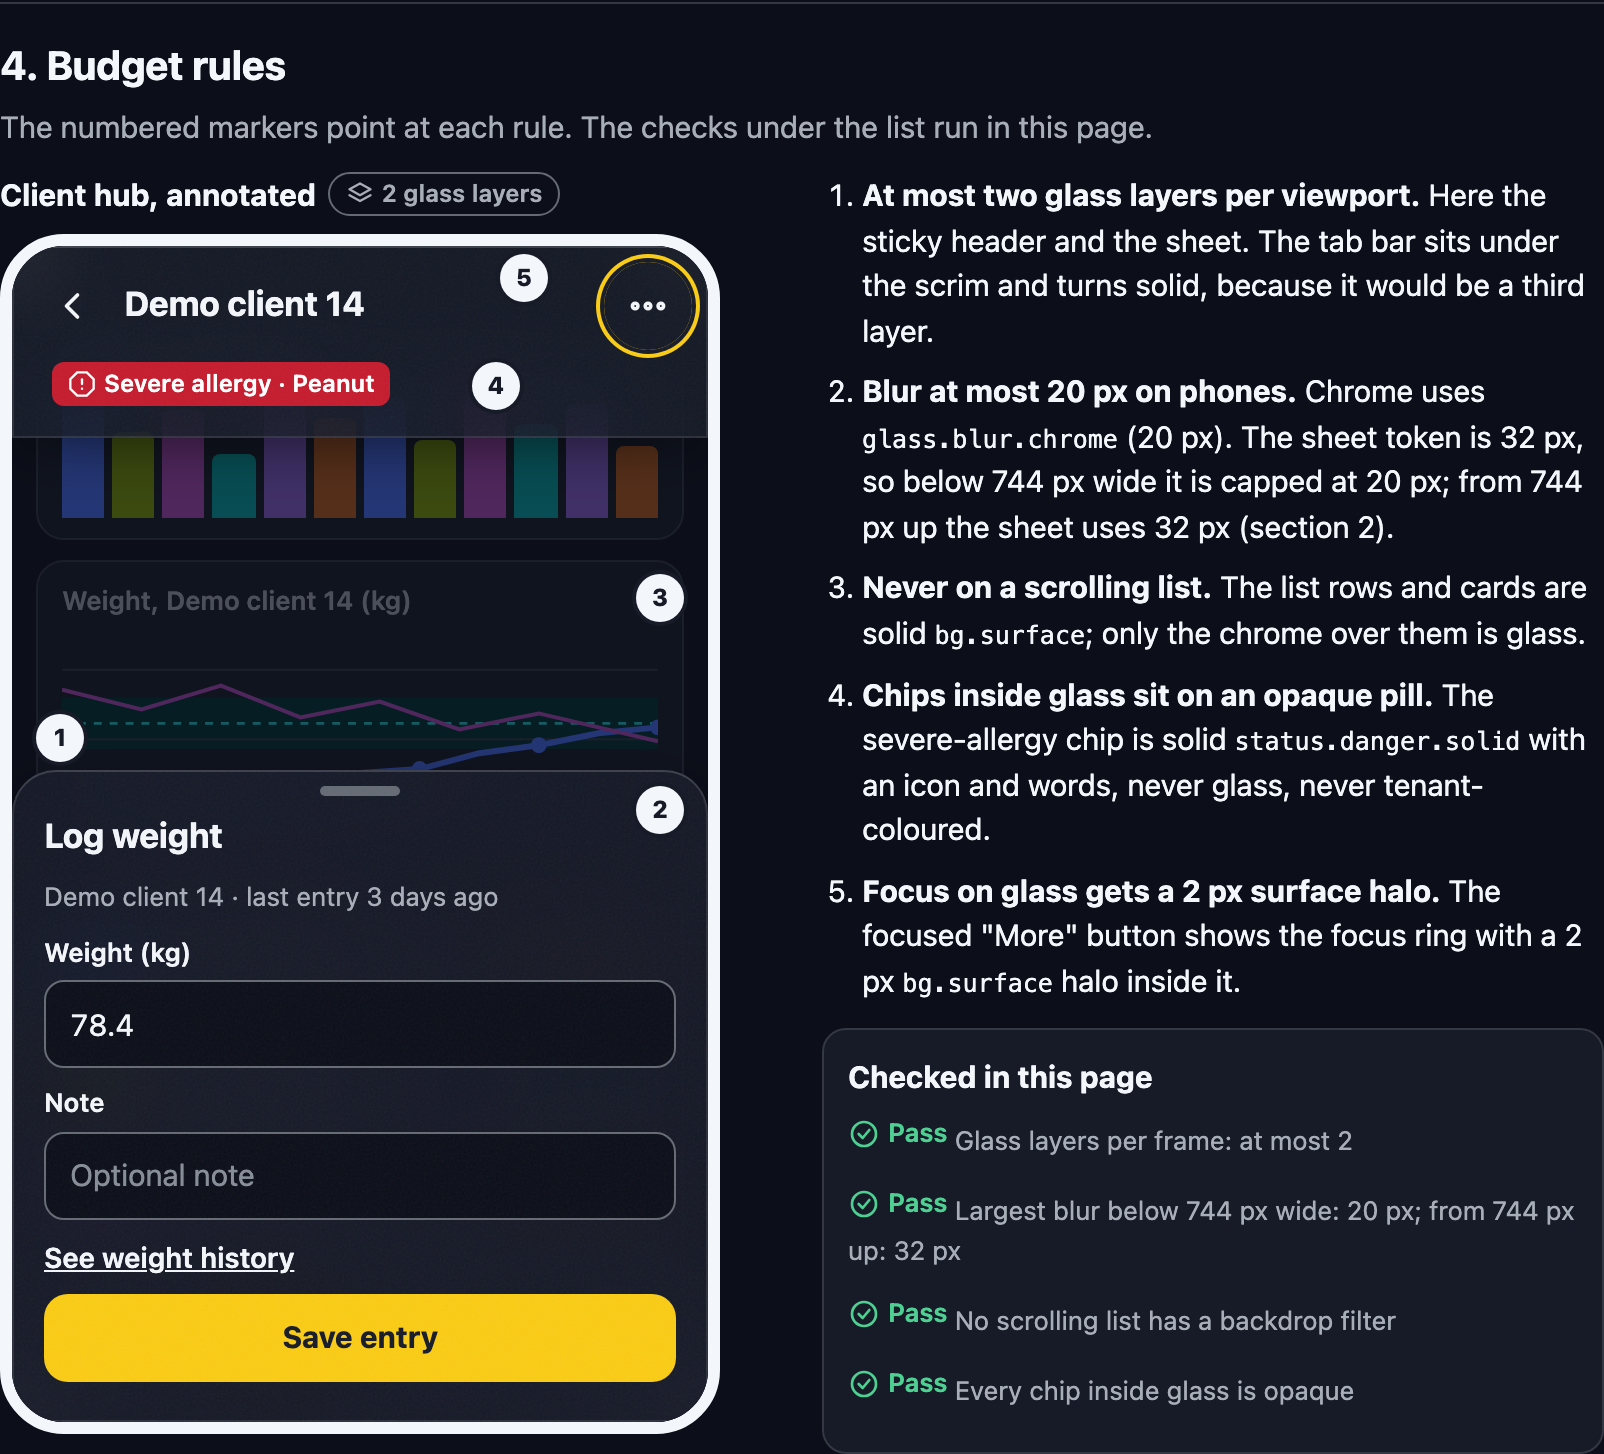 4. Budget rules
The numbered markers point at each rule. The checks under the list run in this page.
Client hub, annotated
2 glass layers
5
Demo client 14
Severe allergy · Peanut
4
Weight, Demo client 14 (kg)
3
1
2
Log weight
Demo client 14 · last entry 3 days ago
Weight (kg)
78.4
Note
Optional note
See weight history
Save entry
1. At most two glass layers per viewport. Here the
sticky header and the sheet. The tab bar sits under
the scrim and turns solid, because it would be a third
layer.
2. Blur at most 20 px on phones. Chrome uses
glass.blur.chrome (20 px). The sheet token is 32 px,
so below 744 px wide it is capped at 20 px; from 744
px up the sheet uses 32 px (section 2).
3. Never on a scrolling list. The list rows and cards are
solid bg.surface; only the chrome over them is glass.
4. Chips inside glass sit on an opaque pill. The
severe-allergy chip is solid status.danger.solid with
an icon and words, never glass, never tenant-
coloured.
5. Focus on glass gets a 2 px surface halo. The
focused "More" button shows the focus ring with a 2
px bg.surface halo inside it.
Checked in this page
Pass Glass layers per frame: at most 2
Pass Largest blur below 744 px wide: 20 px; from 744 px
up: 32 px
Pass No scrolling list has a backdrop filter
Pass Every chip inside glass is opaque